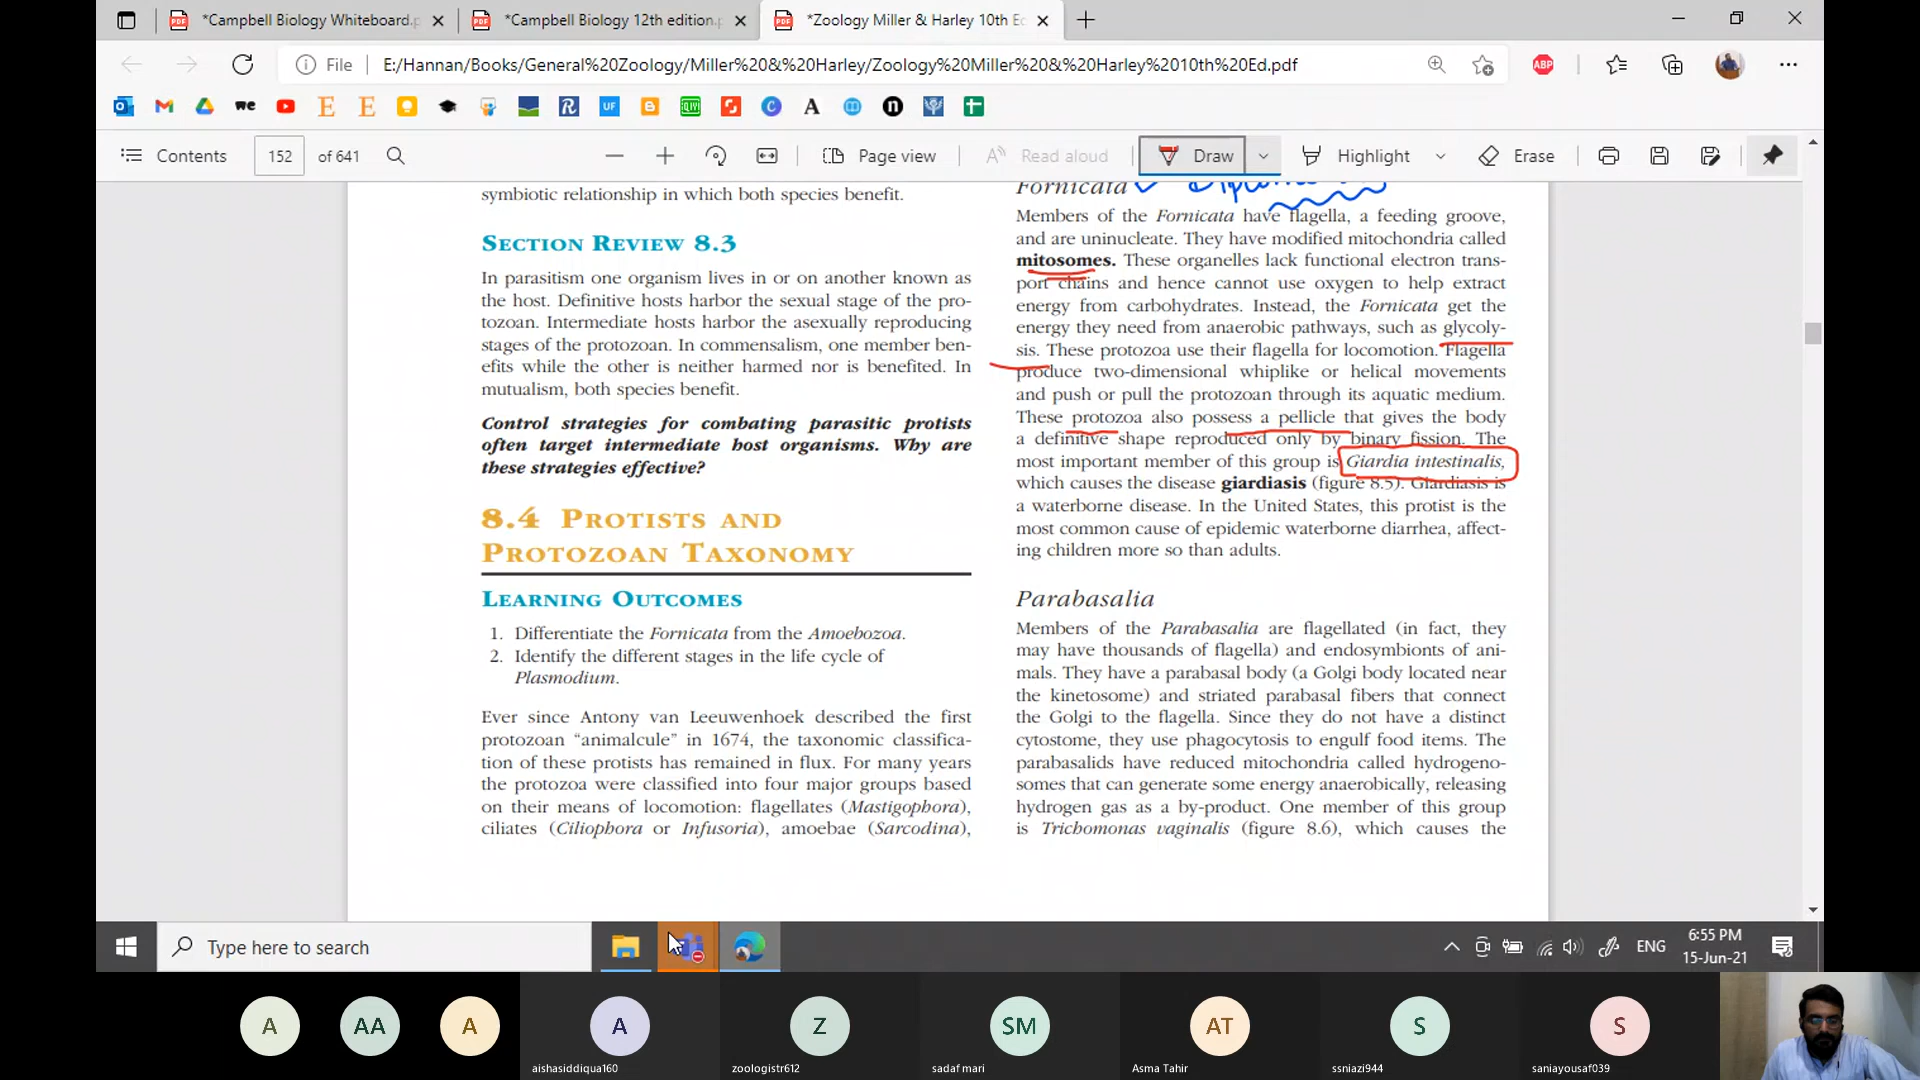 *Campbell Biology Whiteboard.p
*Campbell Biology 12th edition.p
*Zoology Miller & Harley 10th Ec
File
E:/Hannan/Books/General%20Zoology/Miller%20&%20Harley/Zoology%20Miller%20&%20Harley%2010th%20Ed.pdf
ABP
Contents
152
of 641
Page view
Read aloud
Draw
Highlight
Erase
symbiotic relationship in which both species benefit.
SECTION REVIEW 8.3
In parasitism one organism lives in or on another known as
the host. Definitive hosts harbor the sexual stage of the pro-
tozoan. Intermediate hosts harbor the asexually reproducing
stages of the protozoan. In commensalism, one member ben-
efits while the other is neither harmed nor is benefited. In
mutualism, both species benefit.
Control strategies for combating parasitic protists
often target intermediate host organisms. Why are
these strategies effective?
8.4 PROTISTS AND
PROTOZOAN TAXONOMY
LEARNING OUTCOMES
1. Differentiate the Fornicata from the Amoebozoa.
2. Identify the different stages in the life cycle of
Plasmodium.
Ever since Antony van Leeuwenhoek described the first
protozoan “animalcule” in 1674, the taxonomic classifica-
tion of these protists has remained in flux. For many years
the protozoa were classified into four major groups based
on their means of locomotion: flagellates (Mastigophora),
ciliates (Ciliophora or Infusoria), amoebae (Sarcodina),
Fornicata
Members of the Fornicata have flagella, a feeding groove,
and are uninucleate. They have modified mitochondria called
mitosomes. These organelles lack functional electron trans-
port chains and hence cannot use oxygen to help extract
energy from carbohydrates. Instead, the Fornicata get the
energy they need from anaerobic pathways, such as glycoly-
sis. These protozoa use their flagella for locomotion. Flagella
produce two-dimensional whiplike or helical movements
and push or pull the protozoan through its aquatic medium.
These protozoa also possess a pellicle that gives the body
a definitive shape reproduced only by binary fission. The
most important member of this group is Giardia intestinalis,
which causes the disease giardiasis (figure 8.5). Giardiasis is
a waterborne disease. In the United States, this protist is the
most common cause of epidemic waterborne diarrhea, affect-
ing children more so than adults.
Parabasalia
Members of the Parabasalia are flagellated (in fact, they
may have thousands of flagella) and endosymbionts of ani-
mals. They have a parabasal body (a Golgi body located near
the kinetosome) and striated parabasal fibers that connect
the Golgi to the flagella. Since they do not have a distinct
cytostome, they use phagocytosis to engulf food items. The
parabasalids have reduced mitochondria called hydrogeno-
somes that can generate some energy anaerobically, releasing
hydrogen gas as a by-product. One member of this group
is Trichomonas vaginalis (figure 8.6), which causes the
Type here to search
ENG
6:55 PM
15-Jun-21
A
AA
A
A
Z
SM
AT
S
S
aishasiddiqua160
zoologistr612
sadaf mari
Asma Tahir
ssniazi944
saniayousaf039